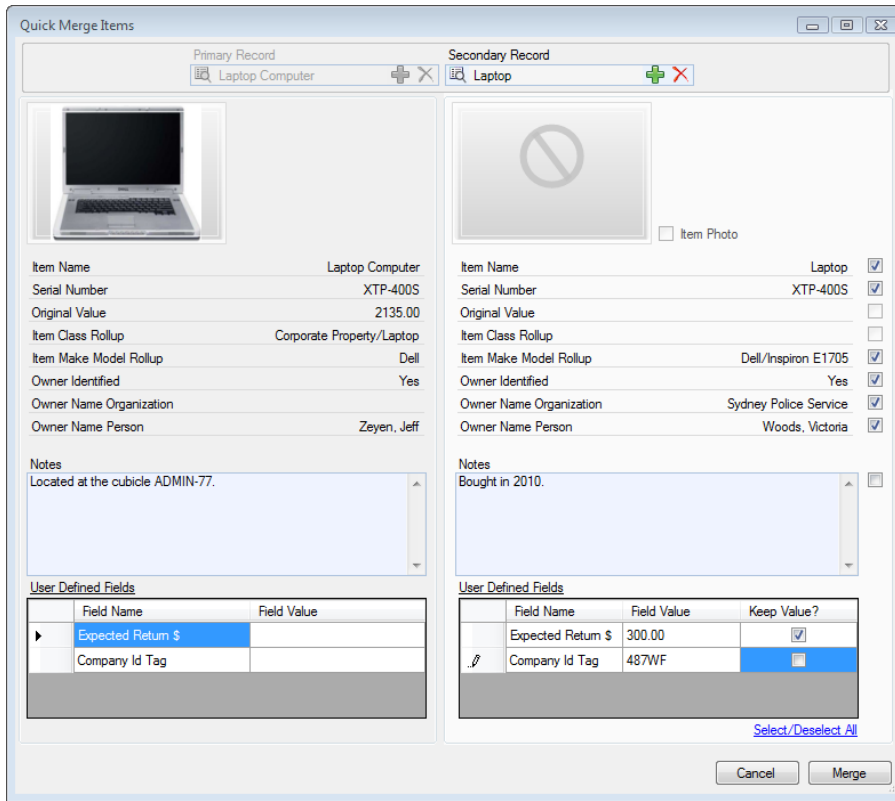 Quick Merge Items
Primary Record
Laptop Computer
Secondary Record
Laptop
Item Name Laptop Computer
Serial Number XTP-400S
Original Value 2135.00
Item Class Rollup Corporate Property/Laptop
Item Make Model Rollup Dell
Owner Identified Yes
Owner Name Organization
Owner Name Person Zeyen, Jeff
Notes
Located at the cubicle ADMIN-77.
User Defined Fields
Field Name Field Value
Expected Return $
Company Id Tag
Item Photo
Item Name Laptop
Serial Number XTP-400S
Original Value
Item Class Rollup
Item Make Model Rollup Dell/Inspiron E1705
Owner Identified Yes
Owner Name Organization Sydney Police Service
Owner Name Person Woods, Victoria
Notes
Bought in 2010.
User Defined Fields
Field Name Field Value Keep Value?
Expected Return $ 300.00
Company Id Tag 487WF
Select/Deselect All
Cancel Merge